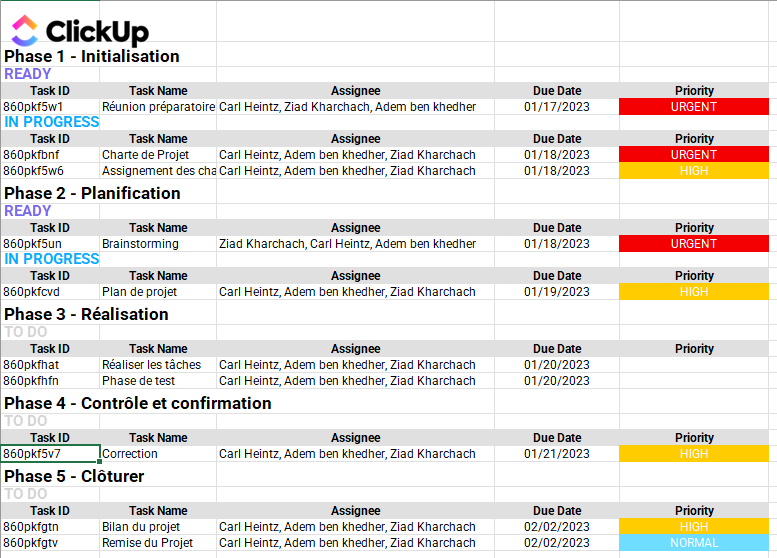 ClickUp
Phase 1 - Initialisation
READY
Task ID Task Name Assignee Due Date Priority
860pkf5w1 Réunion préparatoire Carl Heintz, Ziad Kharchach, Adem ben khedher 01/17/2023 URGENT
IN PROGRESS
Task ID Task Name Assignee Due Date Priority
860pkfbnf Charte de Projet Carl Heintz, Adem ben khedher, Ziad Kharchach 01/18/2023 URGENT
860pkf5w6 Assignement des cha Carl Heintz, Adem ben khedher, Ziad Kharchach 01/18/2023 HIGH
Phase 2 - Planification
READY
Task ID Task Name Assignee Due Date Priority
860pkf5un Brainstorming Ziad Kharchach, Carl Heintz, Adem ben khedher 01/18/2023 URGENT
IN PROGRESS
Task ID Task Name Assignee Due Date Priority
860pkfcvd Plan de projet Carl Heintz, Adem ben khedher, Ziad Kharchach 01/19/2023 HIGH
Phase 3 - Réalisation
TO DO
Task ID Task Name Assignee Due Date Priority
860pkfhat Réaliser les tâches Carl Heintz, Adem ben khedher, Ziad Kharchach 01/20/2023
860pkfhfn Phase de test Carl Heintz, Adem ben khedher, Ziad Kharchach 01/20/2023
Phase 4 - Contrôle et confirmation
TO DO
Task ID Task Name Assignee Due Date Priority
860pkf5v7 Correction Carl Heintz, Adem ben khedher, Ziad Kharchach 01/21/2023 HIGH
Phase 5 - Clôturer
TO DO
Task ID Task Name Assignee Due Date Priority
860pkfgtn Bilan du projet Carl Heintz, Adem ben khedher, Ziad Kharchach 02/02/2023 HIGH
860pkfgtv Remise du Projet Carl Heintz, Adem ben khedher, Ziad Kharchach 02/02/2023 NORMAL